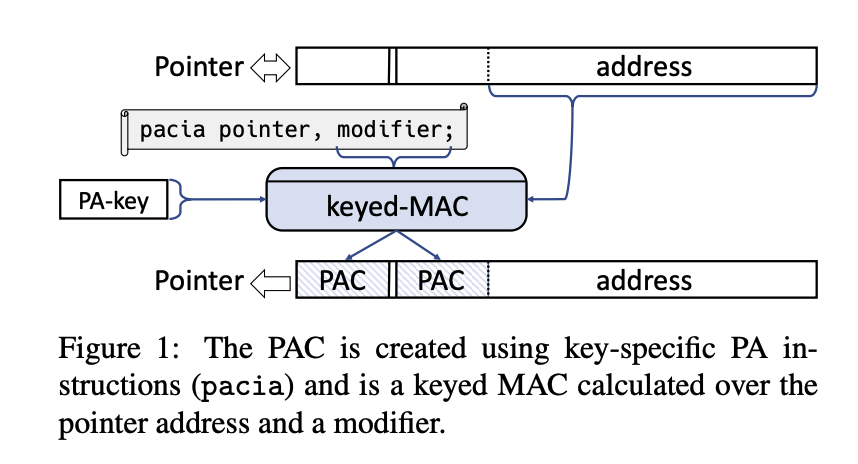 Pointer
address
pacia pointer, modifier;
PA-key
keyed-MAC
Pointer
PAC
PAC
address
Figure 1: The PAC is created using key-specific PA in-
structions (pacia) and is a keyed MAC calculated over the
pointer address and a modifier.